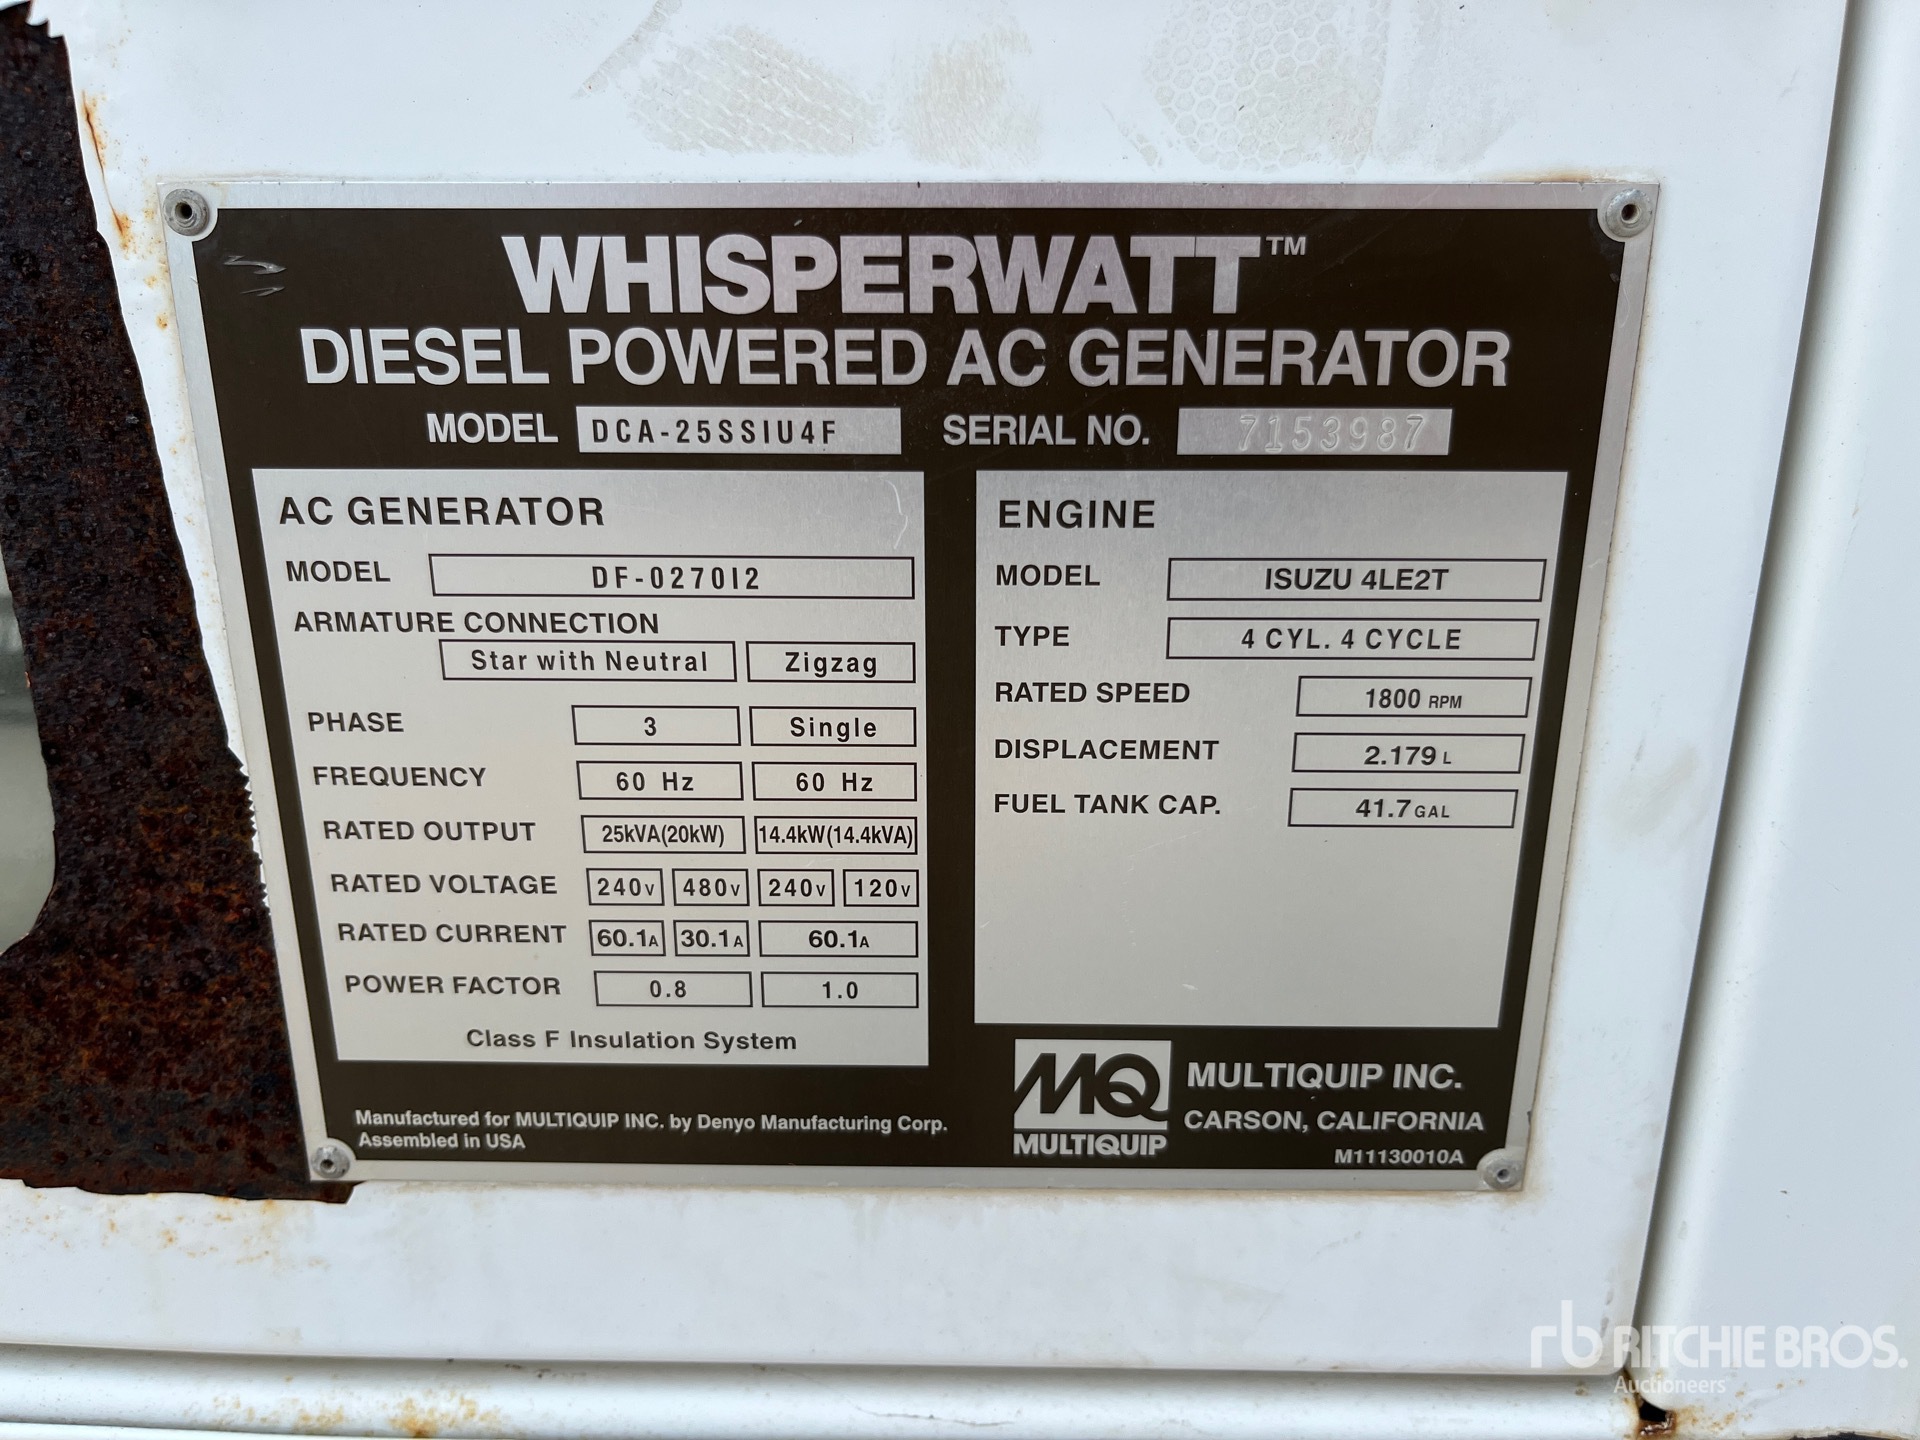 WHISPERWATT™
DIESEL POWERED AC GENERATOR
MODEL DCA-25SSIU4F SERIAL NO. 7153987
AC GENERATOR
MODEL DF-0270I2
ARMATURE CONNECTION
Star with Neutral Zigzag
PHASE 3 Single
FREQUENCY 60 Hz 60 Hz
RATED OUTPUT 25kVA(20kW) 14.4kW(14.4kVA)
RATED VOLTAGE 240V 480V 240V 120V
RATED CURRENT 60.1A 30.1A 60.1A
POWER FACTOR 0.8 1.0
Class F Insulation System
ENGINE
MODEL ISUZU 4LE2T
TYPE 4 CYL. 4 CYCLE
RATED SPEED 1800 RPM
DISPLACEMENT 2.179 L
FUEL TANK CAP. 41.7 GAL
Manufactured for MULTIQUIP INC. by Denyo Manufacturing Corp.
Assembled in USA
MQ
MULTIQUIP
MULTIQUIP INC.
CARSON, CALIFORNIA
M11130010A
rb RITCHIE BROS.
Auctioneers